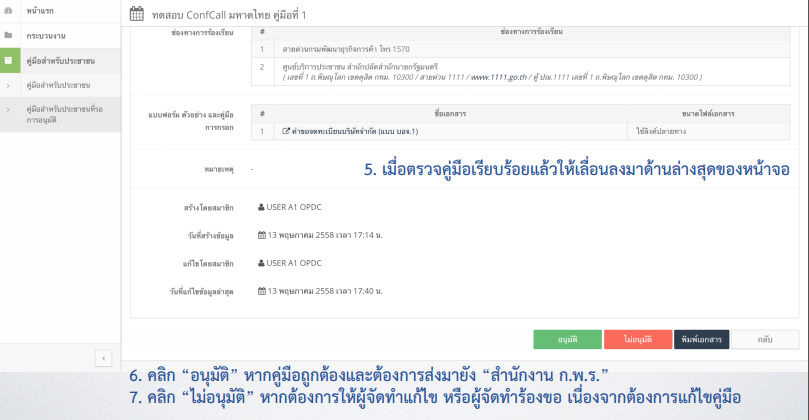 หน้าแรก
ทดสอบ ConfCall มหาดไทย คู่มือที่ 1
กระบวนงาน
คู่มือสำหรับประชาชน
คู่มือสำหรับประชาชน
คู่มือสำหรับประชาชนที่รอ
การอนุมัติ
ช่องทางการร้องเรียน
# ช่องทางการร้องเรียน
1 สายด่วนกรมพัฒนาธุรกิจการค้า โทร 1570
2 ศูนย์บริการประชาชน สำนักปลัดสำนักนายกรัฐมนตรี
( เลขที่ 1 ถ.พิษณุโลก เขตดุสิต กทม. 10300 / สายด่วน 1111 / www.1111.go.th / ตู้ ปณ.1111 เลขที่ 1 ถ.พิษณุโลก เขตดุสิต กทม. 10300 )
แบบฟอร์ม ตัวอย่าง และคู่มือ
การกรอก
# ชื่อเอกสาร ขนาดไฟล์เอกสาร
1 คำขอจดทะเบียนบริษัทจำกัด (แบบ บอจ.1) ใช้ลิงค์ปลายทาง
หมายเหตุ -
5. เมื่อตรวจคู่มือเรียบร้อยแล้วให้เลื่อนลงมาด้านล่างสุดของหน้าจอ
สร้างโดยสมาชิก USER A1 OPDC
วันที่สร้างข้อมูล 13 พฤษภาคม 2558 เวลา 17:14 น.
แก้ไขโดยสมาชิก USER A1 OPDC
วันที่แก้ไขข้อมูลล่าสุด 13 พฤษภาคม 2558 เวลา 17:40 น.
อนุมัติ ไม่อนุมัติ พิมพ์เอกสาร กลับ
6. คลิก “อนุมัติ” หากคู่มือถูกต้องและต้องการส่งมายัง “สำนักงาน ก.พ.ร.”
7. คลิก “ไม่อนุมัติ” หากต้องการให้ผู้จัดทำแก้ไข หรือผู้จัดทำร้องขอ เนื่องจากต้องการแก้ไขคู่มือ